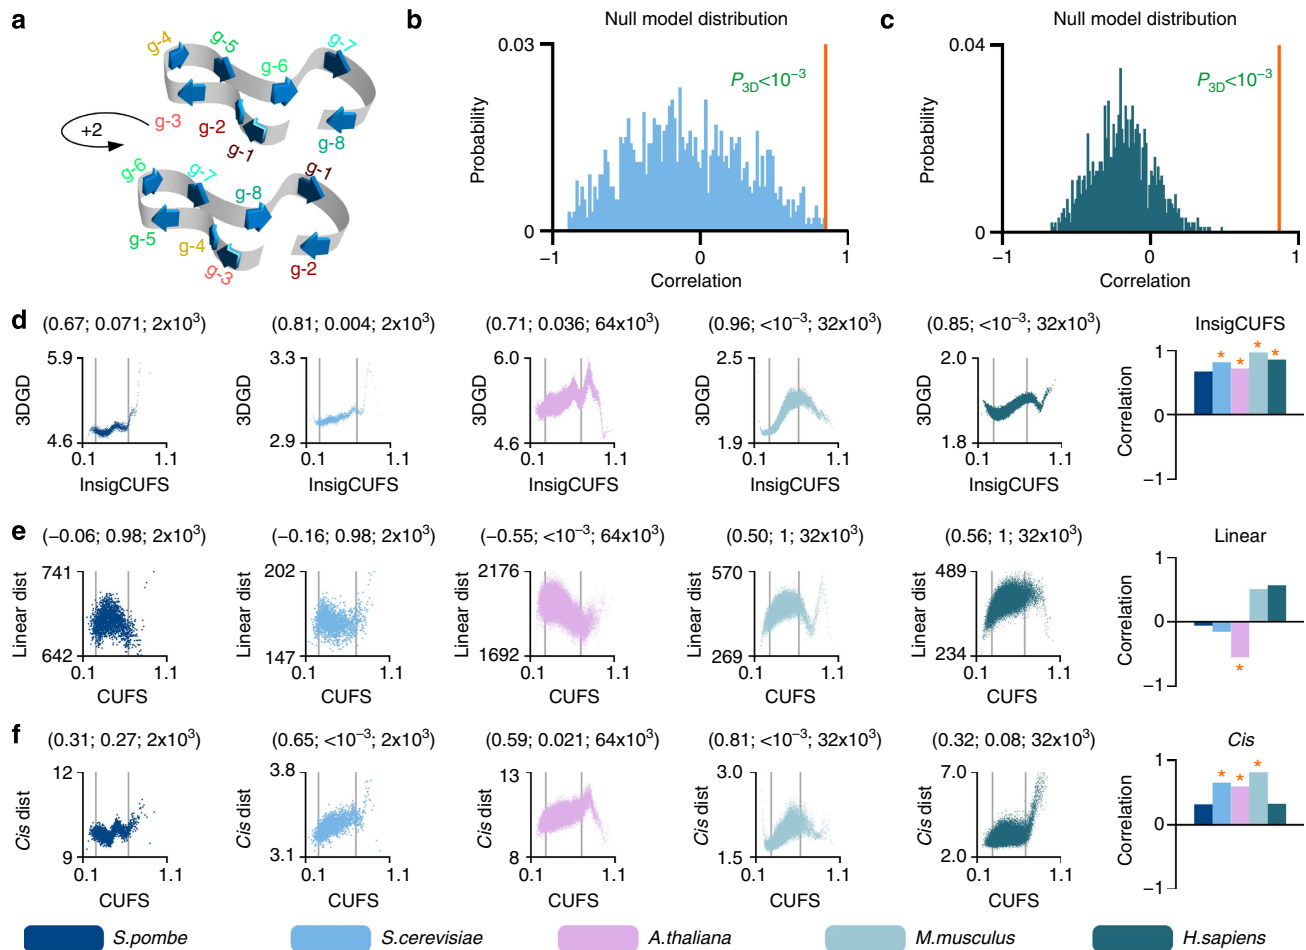 a
g-4
g-5
g-6
g-7
g-3
g-2
g-1
g-8
+2
g-6
g-7
g-8
g-1
g-5
g-4
g-3
g-2
b
Null model distribution
0.03
P3D<10−3
Probability
0
−1
0
1
Correlation
c
Null model distribution
0.04
P3D<10−3
Probability
0
−1
0
1
Correlation
d
(0.67; 0.071; 2x10³)
5.9
3DGD
4.6
0.1
1.1
InsigCUFS
(0.81; 0.004; 2x10³)
3.3
3DGD
2.9
0.1
1.1
InsigCUFS
(0.71; 0.036; 64x10³)
6.0
3DGD
4.6
0.1
1.1
InsigCUFS
(0.96; <10⁻³; 32x10³)
2.5
3DGD
1.9
0.1
1.1
InsigCUFS
(0.85; <10⁻³; 32x10³)
2.0
3DGD
1.8
0.1
1.1
InsigCUFS
InsigCUFS
1
0
−1
Correlation
* * * *
e
(−0.06; 0.98; 2x10³)
741
Linear dist
642
0.1
1.1
CUFS
(−0.16; 0.98; 2x10³)
202
Linear dist
147
0.1
1.1
CUFS
(−0.55; <10⁻³; 64x10³)
2176
Linear dist
1692
0.1
1.1
CUFS
(0.50; 1; 32x10³)
570
Linear dist
269
0.1
1.1
CUFS
(0.56; 1; 32x10³)
489
Linear dist
234
0.1
1.1
CUFS
Linear
1
0
−1
Correlation
*
f
(0.31; 0.27; 2x10³)
12
Cis dist
9
0.1
1.1
CUFS
(0.65; <10⁻³; 2x10³)
3.8
Cis dist
3.1
0.1
1.1
CUFS
(0.59; 0.021; 64x10³)
13
Cis dist
8
0.1
1.1
CUFS
(0.81; <10⁻³; 32x10³)
3.0
Cis dist
1.5
0.1
1.1
CUFS
(0.32; 0.08; 32x10³)
7.0
Cis dist
2.0
0.1
1.1
CUFS
Cis
1
0
−1
Correlation
* * *
S.pombe
S.cerevisiae
A.thaliana
M.musculus
H.sapiens